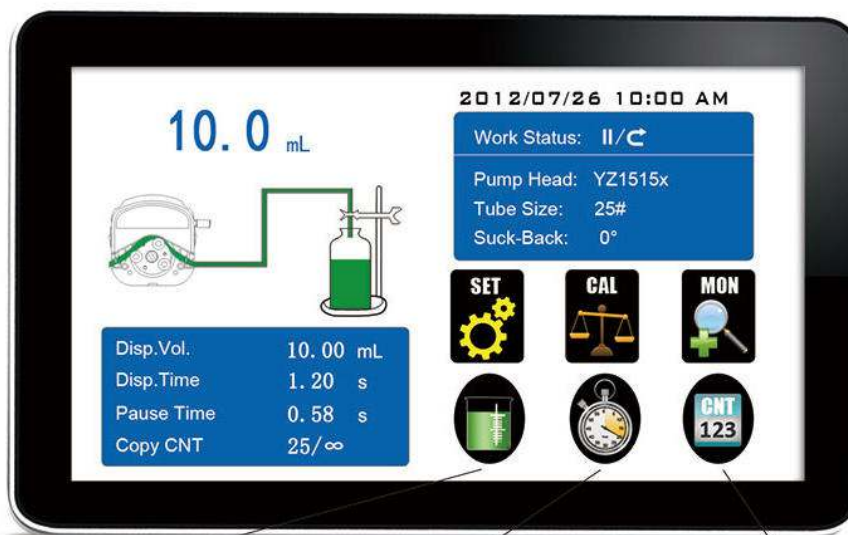 10.0 mL
2012/07/26 10:00 AM
Work Status: II/
Pump Head: YZ1515x
Tube Size: 25#
Suck-Back: 0°
SET
CAL
MON
Disp.Vol. 10.00 mL
Disp.Time 1.20 s
Pause Time 0.58 s
Copy CNT 25/∞
CNT
123